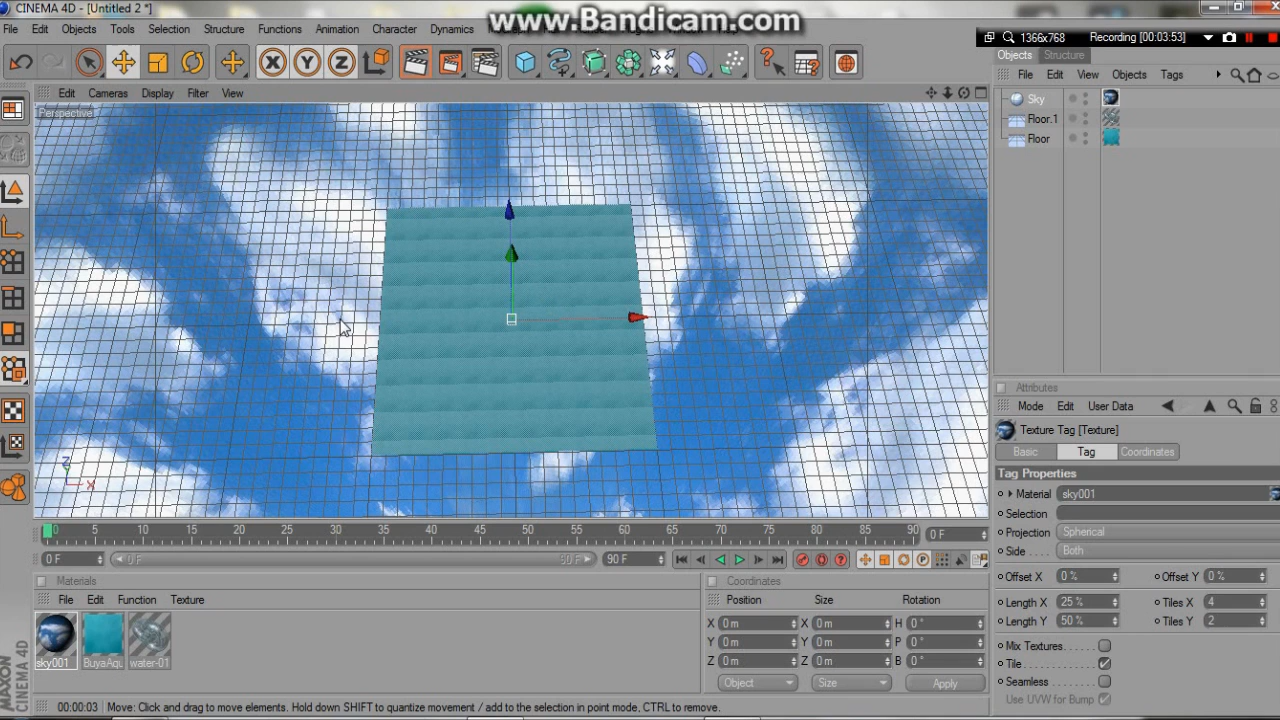 CINEMA 4D - [Untitled 2 *]
www.Bandicam.com
File Edit Objects Tools Selection Structure Functions Animation Character Dynamics
1366x768 Recording [00:03:53]
Objects Structure
File Edit View Objects Tags
Edit Cameras Display Filter View
Perspective
Sky
Floor.1
Floor
Z
X
X Y Z
Attributes
Mode Edit User Data
Texture Tag [Texture]
Basic Tag Coordinates
Tag Properties
Material sky001
Selection
Projection Spherical
Side Both
Offset X 0 % Offset Y 0 %
Length X 25 % Tiles X 4
Length Y 50 % Tiles Y 2
Mix Textures
Tile
Seamless
Use UVW for Bump
0 5 10 15 20 25 30 35 40 45 50 55 60 65 70 75 80 85 90 0 F
0 F 0 F 90 F
Materials
File Edit Function Texture
sky001 BuyaAqu water-01
Coordinates
Position Size Rotation
X 0 m X 0 m H 0 °
Y 0 m Y 0 m P 0 °
Z 0 m Z 0 m B 0 °
Object Size Apply
MAXON
CINEMA 4D
00:00:03 Move: Click and drag to move elements. Hold down SHIFT to quantize movement / add to the selection in point mode, CTRL to remove.